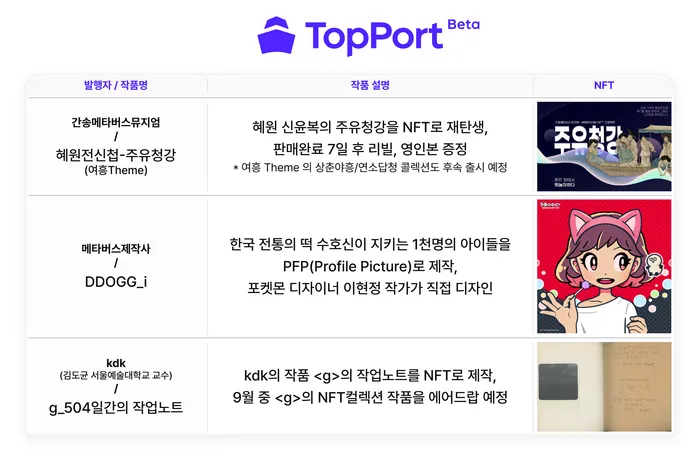 TopPort Beta
발행자 / 작품명
작품 설명
NFT
간송메타버스뮤지엄
/
혜원전신첩-주유청강
(여흥Theme)
혜원 신윤복의 주유청강을 NFT로 재탄생,
판매완료 7일 후 리빌, 영인본 증정
* 여흥 Theme 의 상춘야흥/연소답청 콜렉션도 후속 출시 예정
주유청강
메타버스제작사
/
DDOGG_i
한국 전통의 떡 수호신이 지키는 1천명의 아이들을
PFP(Profile Picture)로 제작,
포켓몬 디자이너 이현정 작가가 직접 디자인
kdk
(김도균 서울예술대학교 교수)
/
g_504일간의 작업노트
kdk의 작품 <g>의 작업노트를 NFT로 제작,
9월 중 <g>의 NFT컬렉션 작품을 에어드랍 예정